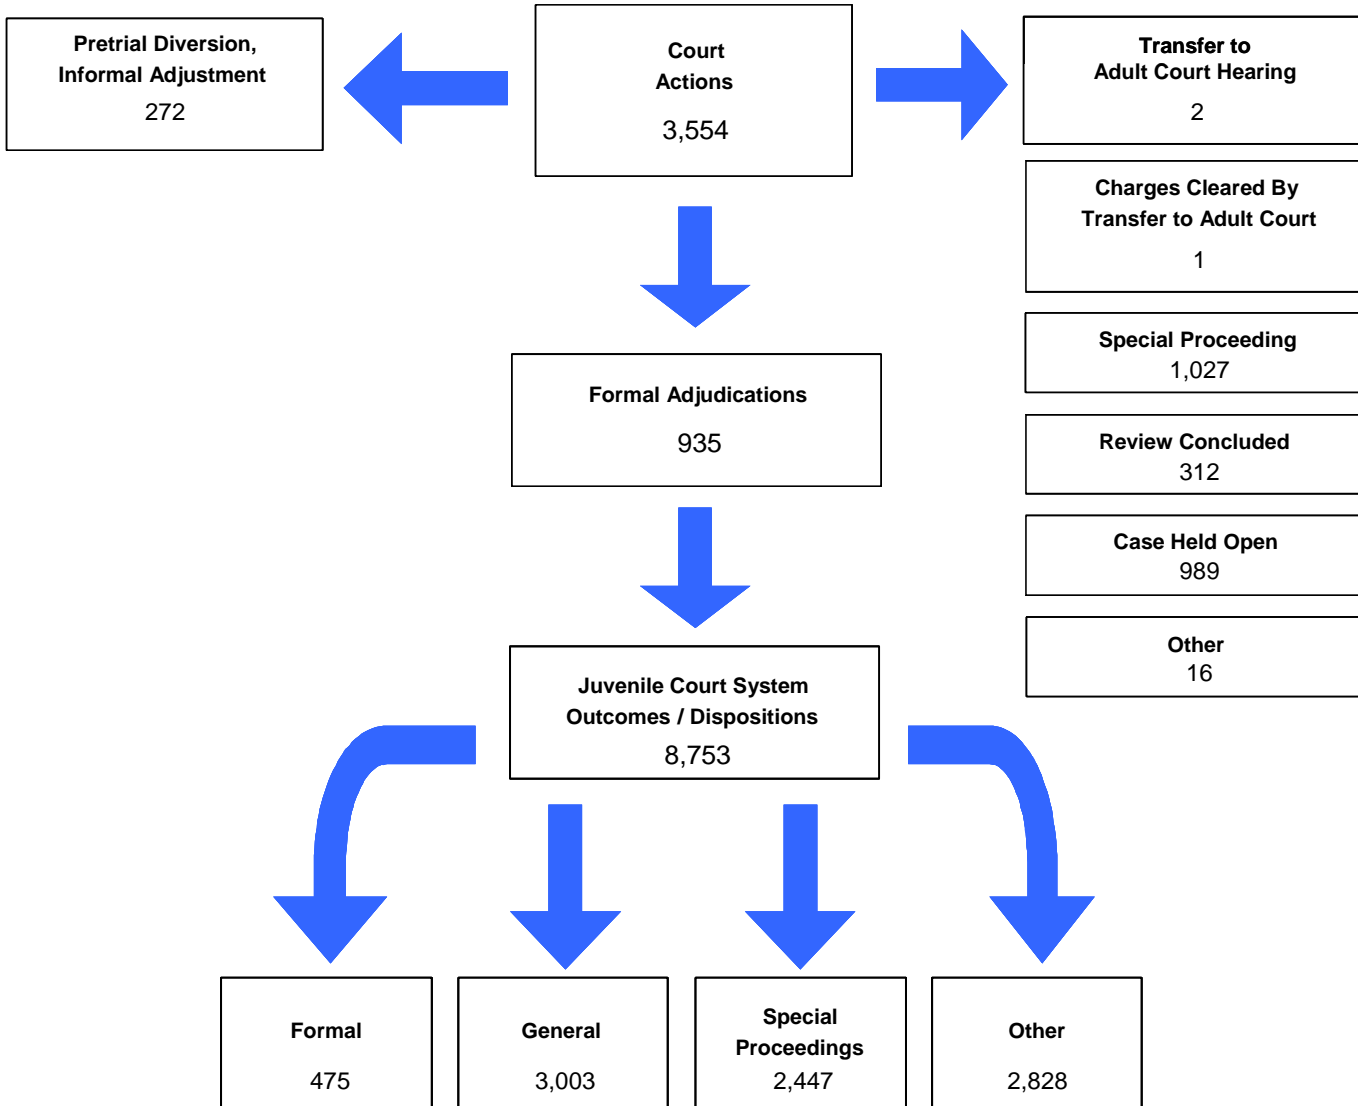 Pretrial Diversion,
Informal Adjustment
272
Court
Actions
3,554
Transfer to
Adult Court Hearing
2
Charges Cleared By
Transfer to Adult Court
1
Special Proceeding
1,027
Review Concluded
312
Case Held Open
989
Other
16
Formal Adjudications
935
Juvenile Court System
Outcomes / Dispositions
8,753
Formal
475
General
3,003
Special
Proceedings
2,447
Other
2,828